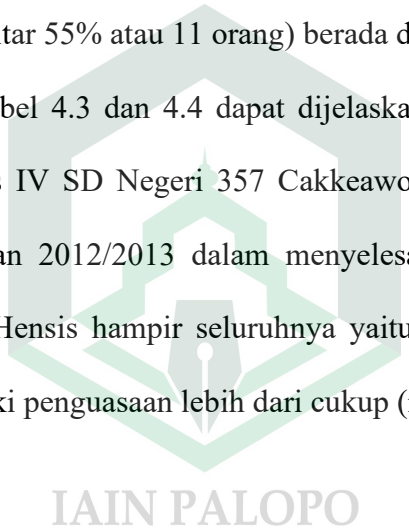 tar 55% atau 11 orang) berada d
bel 4.3 dan 4.4 dapat dijelaska
IV SD Negeri 357 Cakkeawo
an 2012/2013 dalam menyelesa
Hensis hampir seluruhnya yaitu
ki penguasaan lebih dari cukup (
IAIN PALOPO